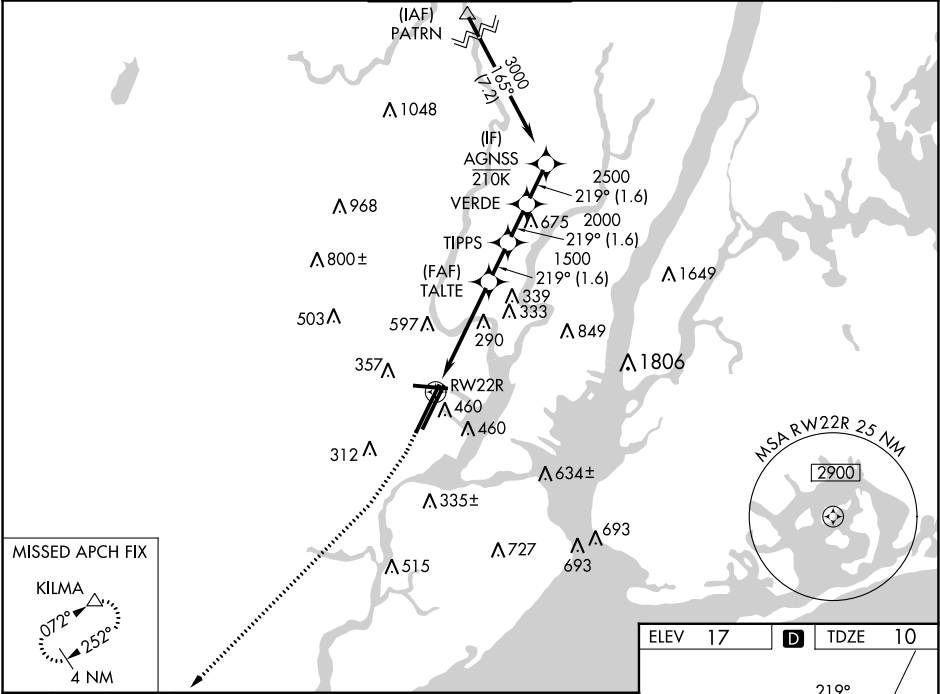 (IAF)
PATRN
3000
165°
(7.2)
1048
(IF)
AGNSS
210K
2500
219° (1.6)
968
VERDE
675
2000
219° (1.6)
TIPPS
800±
1500
219° (1.6)
(FAF)
TALTE
1649
339
333
503
597
290
849
357
1806
RW22R
460
460
312
634±
335±
MSA RW22R 25 NM
2900
693
693
727
515
MISSED APCH FIX
KILMA
072°
252°
4 NM
ELEV 17
D
TDZE 10
219°